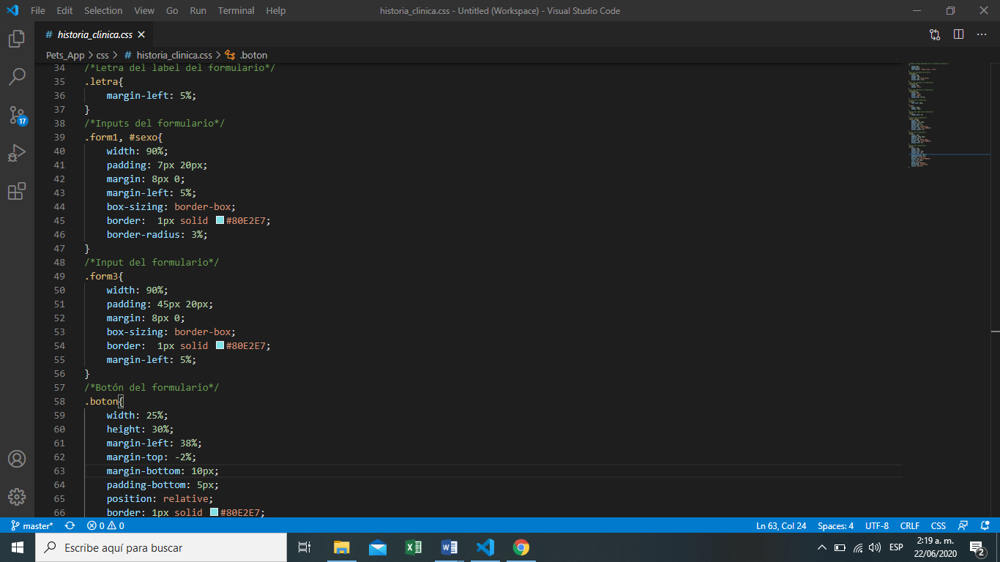 File Edit Selection View Go Run Terminal Help historia_clinica.css - Untitled (Workspace) - Visual Studio Code
# historia_clinica.css
Pets_App > css > # historia_clinica.css > .boton
34 /*Letra del label del formulario*/
35 .letra{
36 margin-left: 5%;
37 }
38 /*Inputs del formulario*/
39 .form1, #sexo{
40 width: 90%;
41 padding: 7px 20px;
42 margin: 8px 0;
43 margin-left: 5%;
44 box-sizing: border-box;
45 border:  1px solid #80E2E7;
46 border-radius: 3%;
47 }
48 /*Input del formulario*/
49 .form3{
50 width: 90%;
51 padding: 45px 20px;
52 margin: 8px 0;
53 box-sizing: border-box;
54 border:  1px solid #80E2E7;
55 margin-left: 5%;
56 }
57 /*Botón del formulario*/
58 .boton{
59 width: 25%;
60 height: 30%;
61 margin-left: 38%;
62 margin-top: -2%;
63 margin-bottom: 10px;
64 padding-bottom: 5px;
65 position: relative;
66 border: 1px solid #80E2E7;
17
master* 0 0 Ln 63, Col 24 Spaces: 4 UTF-8 CRLF CSS
Escribe aquí para buscar
ESP
2:19 a. m.
22/06/2020
2